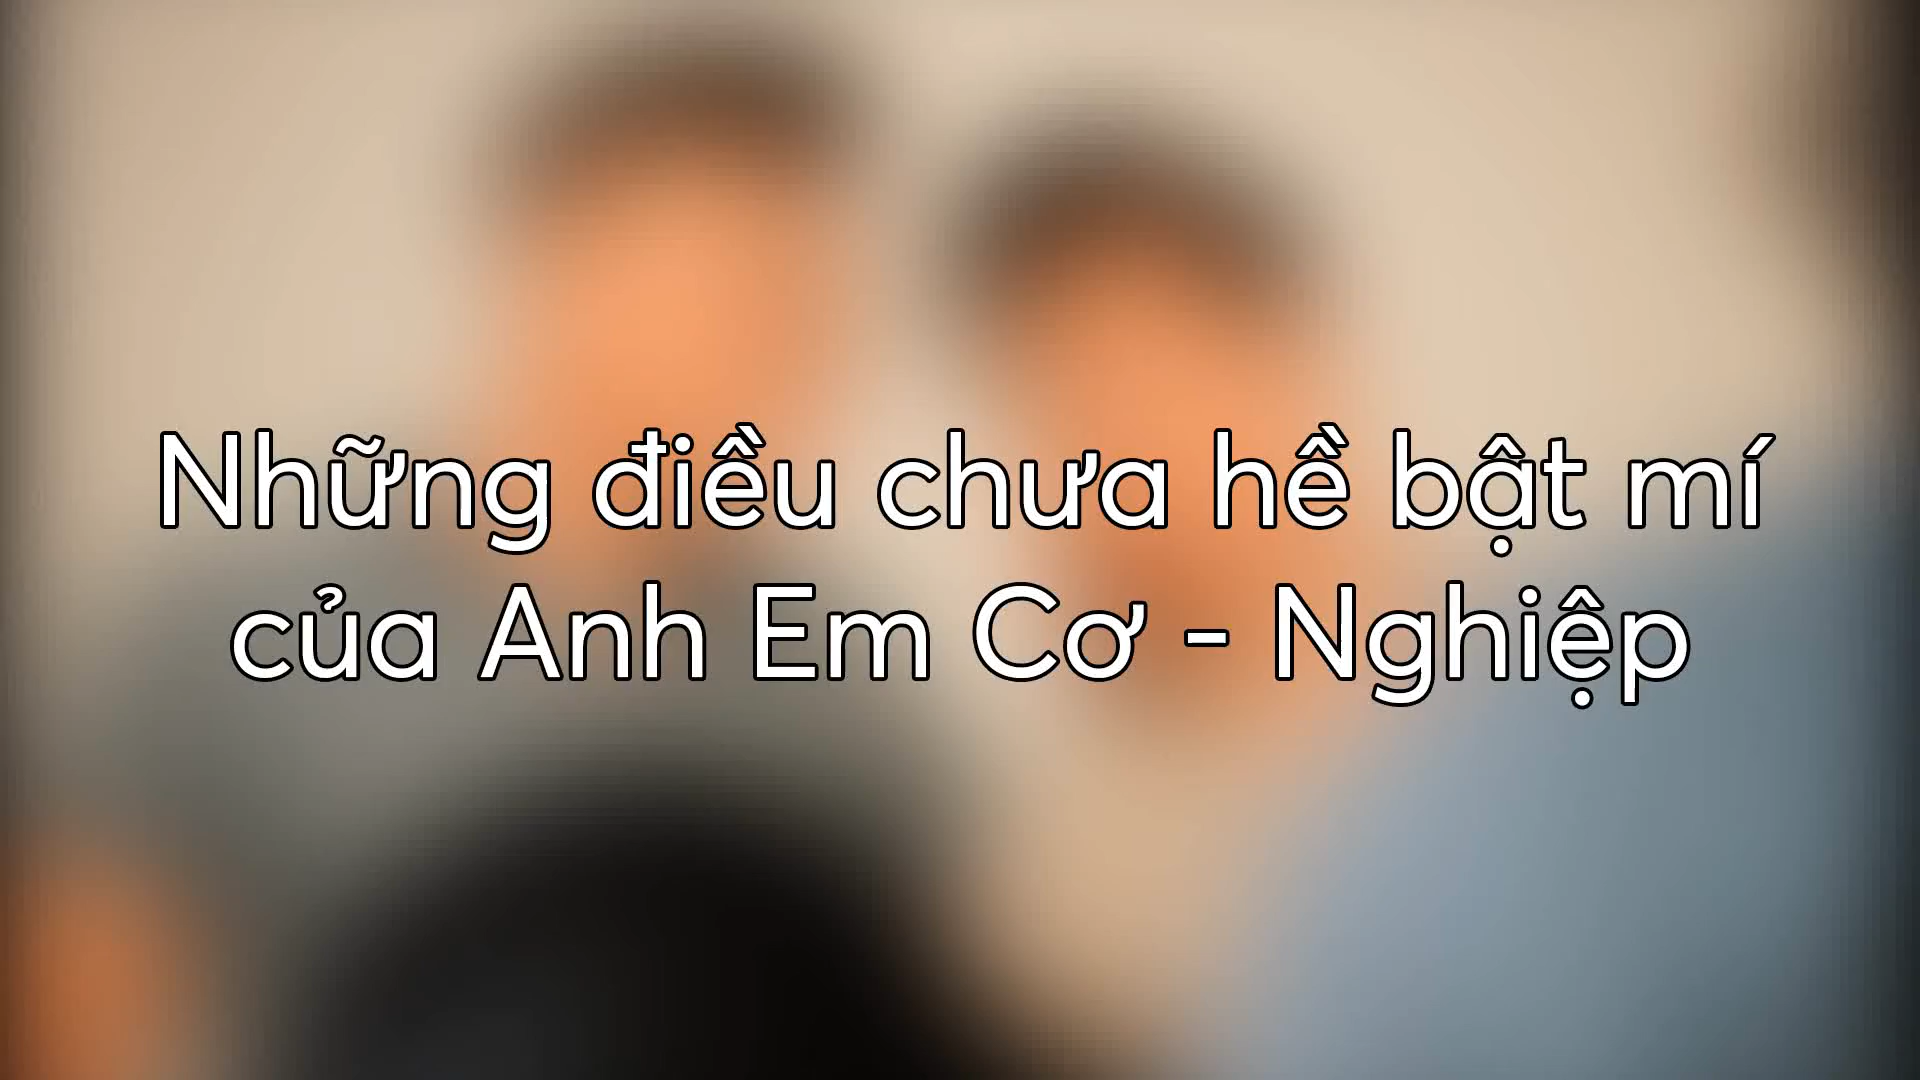 Những điều chưa hề bật mí
của Anh Em Cơ - Nghiệp